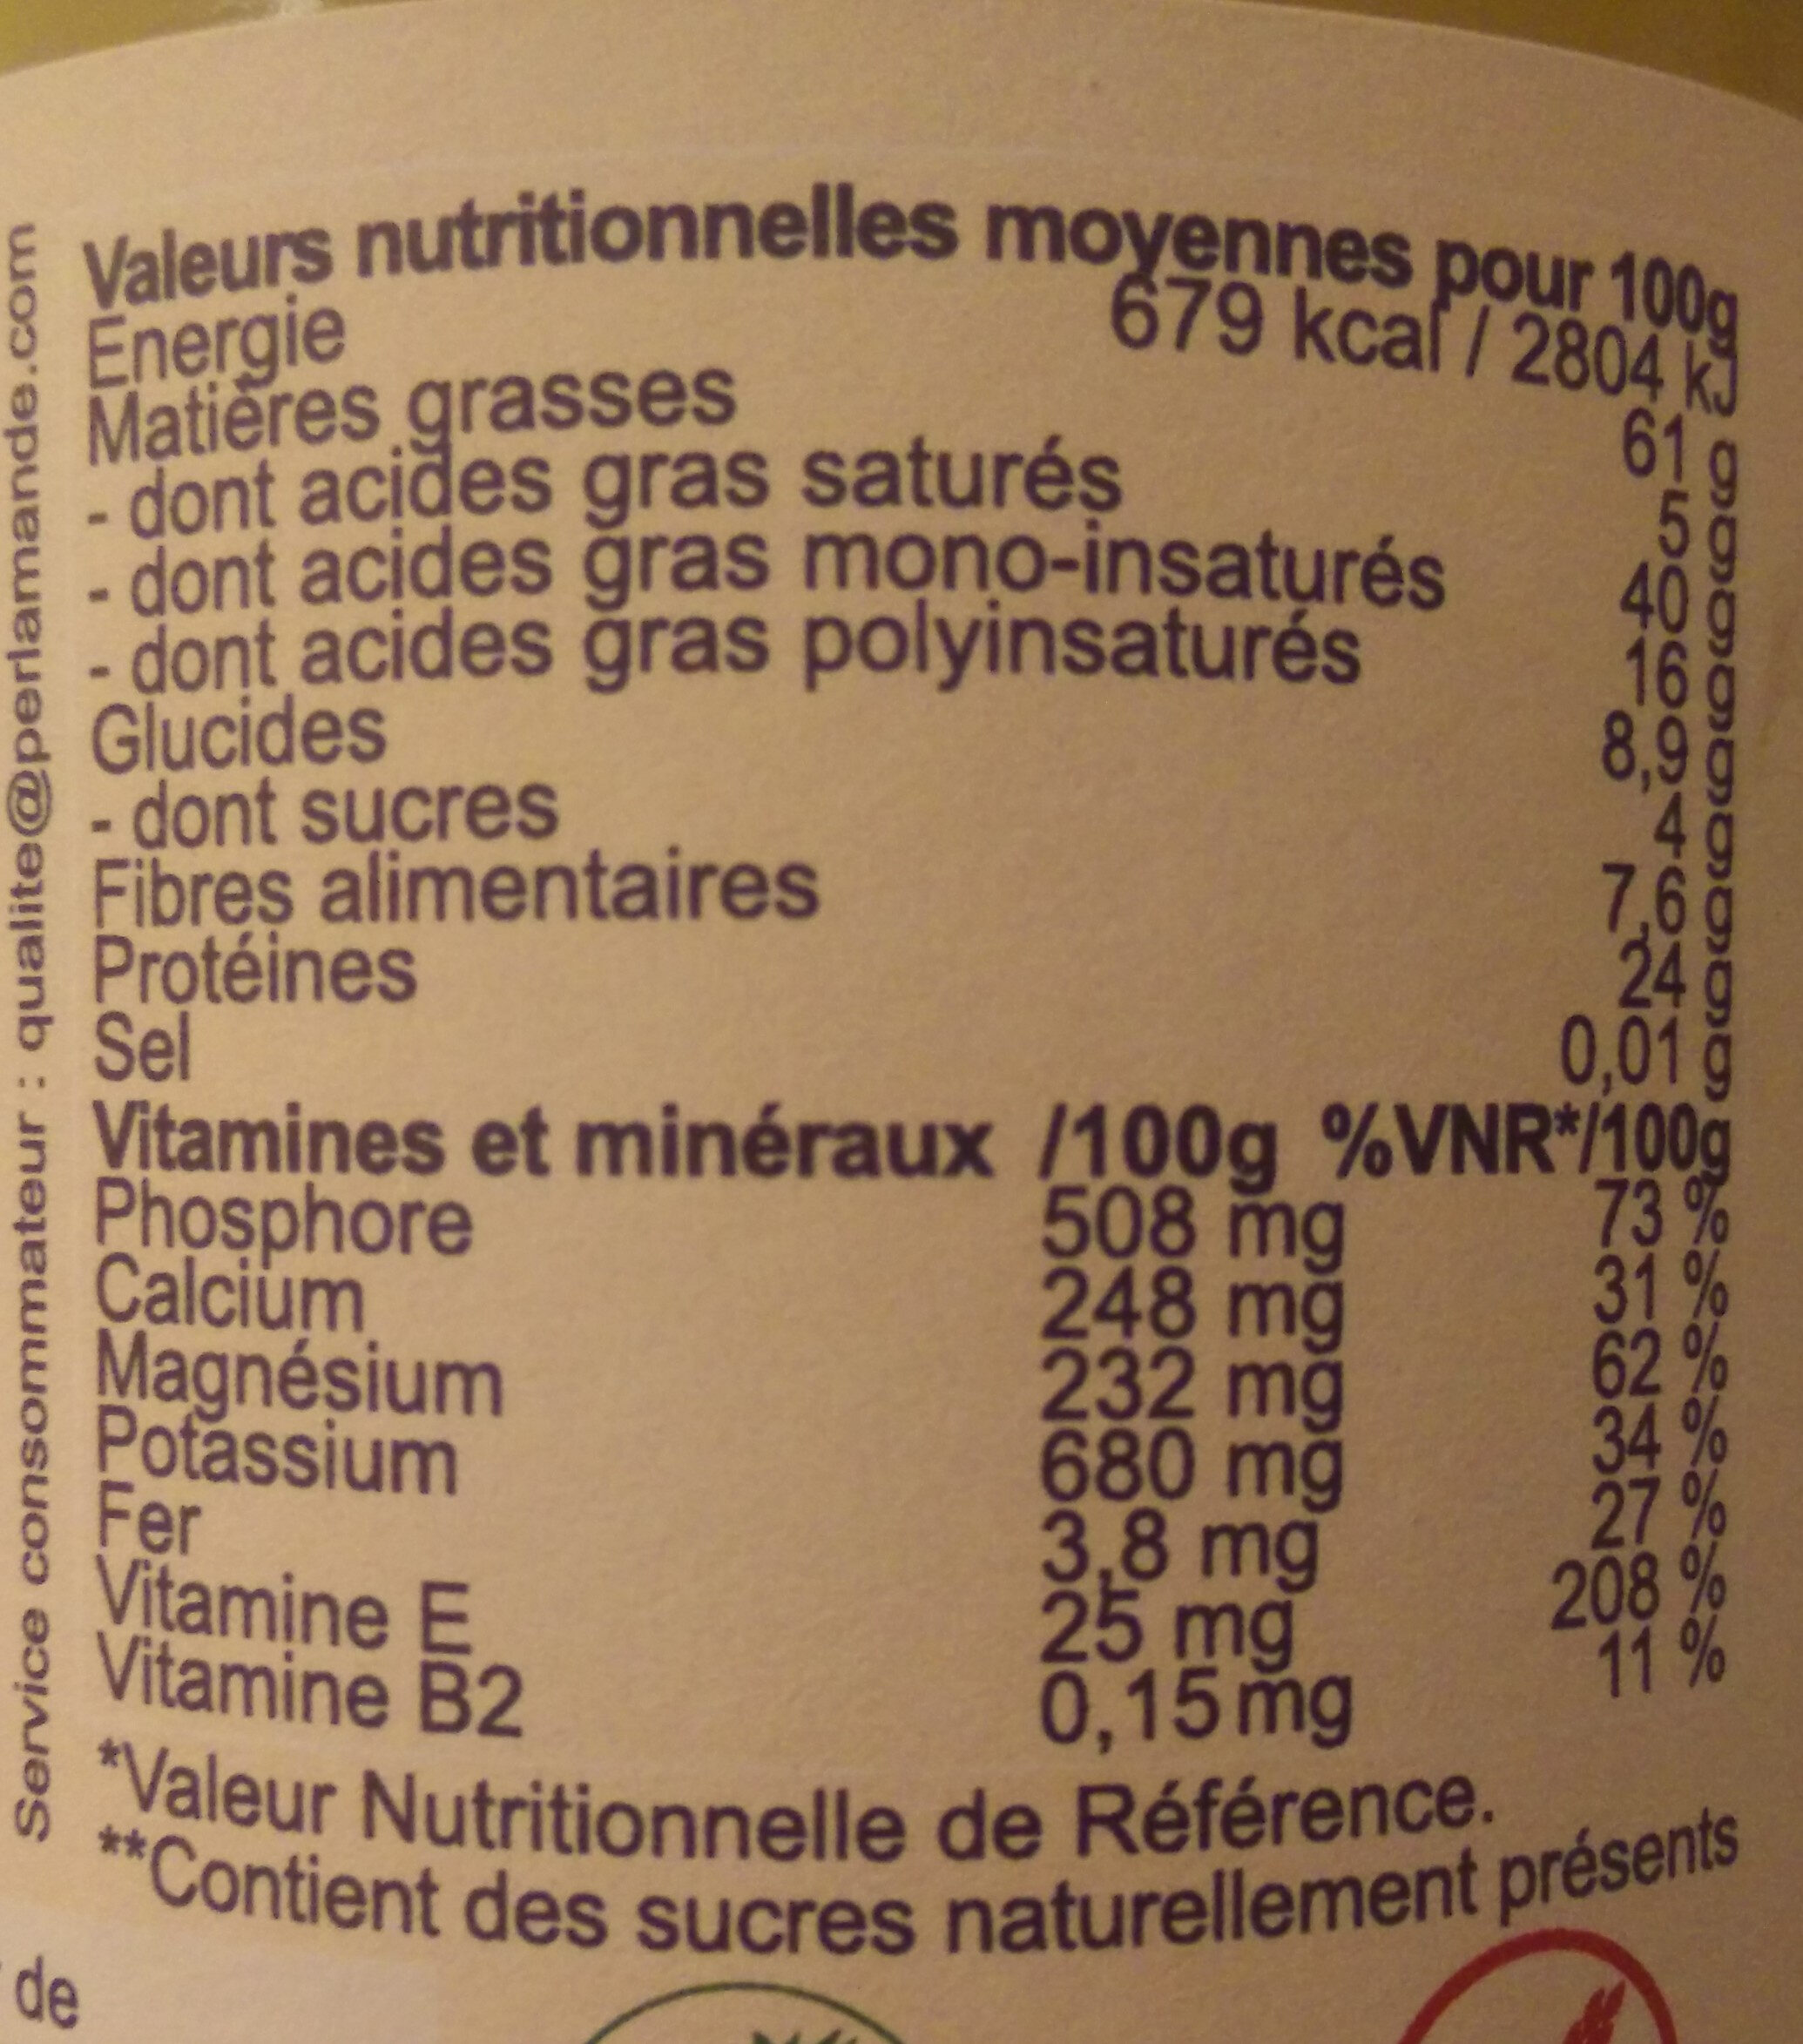 Valeurs nutritionnelles moyennes pour 100g
Energie 679 kcal / 2804 kJ
Matières grasses 61 g
- dont acides gras saturés 5 g
- dont acides gras mono-insaturés 40 g
- dont acides gras polyinsaturés 16 g
Glucides 8,9 g
- dont sucres 4 g
Fibres alimentaires 7,6 g
Protéines 24 g
Sel 0,01 g
Vitamines et minéraux /100g %VNR*/100g
Phosphore 508 mg 73 %
Calcium 248 mg 31 %
Magnésium 232 mg 62 %
Potassium 680 mg 34 %
Fer 3,8 mg 27 %
Vitamine E 25 mg 208 %
Vitamine B2 0,15 mg 11 %
*Valeur Nutritionnelle de Référence.
**Contient des sucres naturellement présents
Service consommateur : qualite@perlamande.com
de